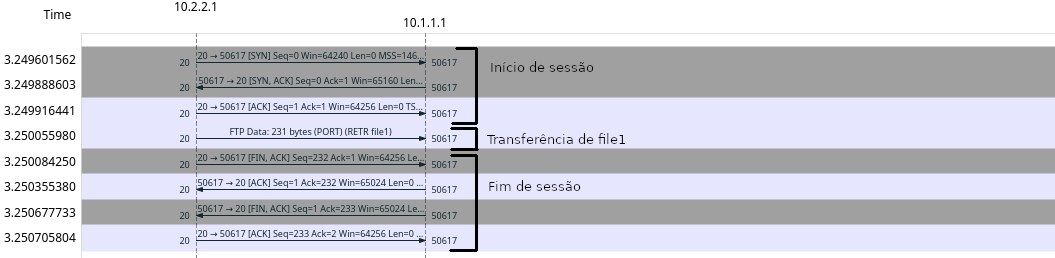 Time
10.2.2.1
10.1.1.1
3.249601562
20
20 → 50617 [SYN] Seq=0 Win=64240 Len=0 MSS=146...
50617
Início de sessão
3.249888603
20
50617 → 20 [SYN, ACK] Seq=0 Ack=1 Win=65160 Len...
50617
3.249916441
20
20 → 50617 [ACK] Seq=1 Ack=1 Win=64256 Len=0 TS...
50617
3.250055980
20
FTP Data: 231 bytes (PORT) (RETR file1)
50617
Transférência de file1
3.250084250
20
20 → 50617 [FIN, ACK] Seq=232 Ack=1 Win=64256 Le...
50617
3.250355380
20
50617 → 20 [ACK] Seq=1 Ack=232 Win=65024 Len=0 ...
50617
Fim de sessão
3.250677733
20
50617 → 20 [FIN, ACK] Seq=1 Ack=233 Win=65024 Le...
50617
3.250705804
20
20 → 50617 [ACK] Seq=233 Ack=2 Win=64256 Len=0 ...
50617